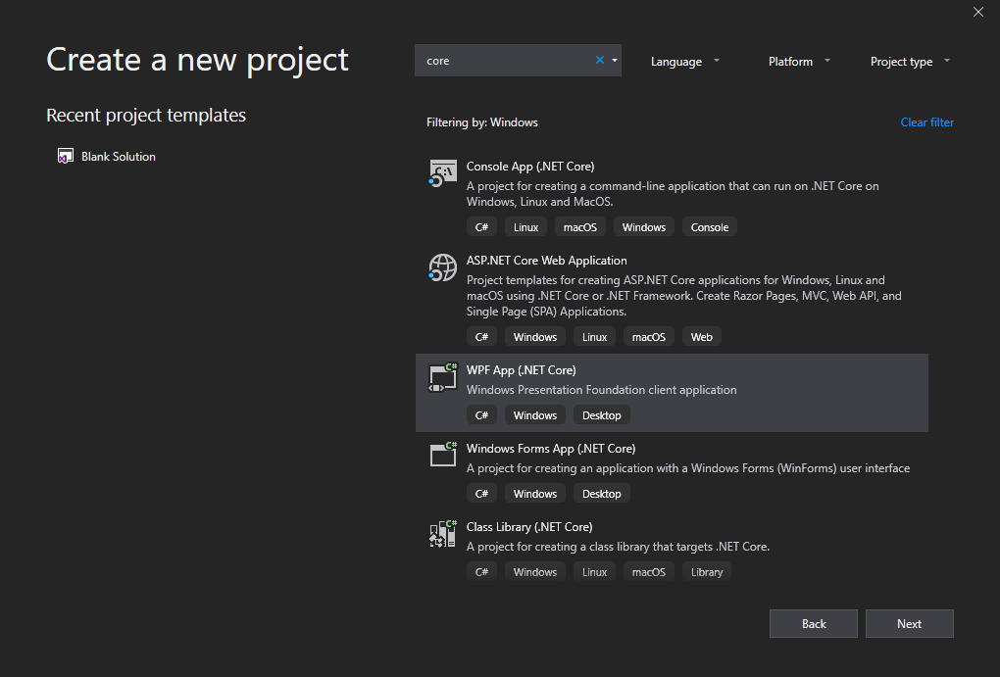 Create a new project
core
Language
Platform
Project type
Recent project templates
Blank Solution
Filtering by: Windows
Clear filter
Console App (.NET Core)
A project for creating a command-line application that can run on .NET Core on
Windows, Linux and MacOS.
C# Linux macOS Windows Console
ASP.NET Core Web Application
Project templates for creating ASP.NET Core applications for Windows, Linux and
macOS using .NET Core or .NET Framework. Create Razor Pages, MVC, Web API, and
Single Page (SPA) Applications.
C# Windows Linux macOS Web
C#
WPF App (.NET Core)
Windows Presentation Foundation client application
C# Windows Desktop
C#
Windows Forms App (.NET Core)
A project for creating an application with a Windows Forms (WinForms) user interface
C# Windows Desktop
C#
Class Library (.NET Core)
A project for creating a class library that targets .NET Core.
C# Windows Linux macOS Library
Back
Next